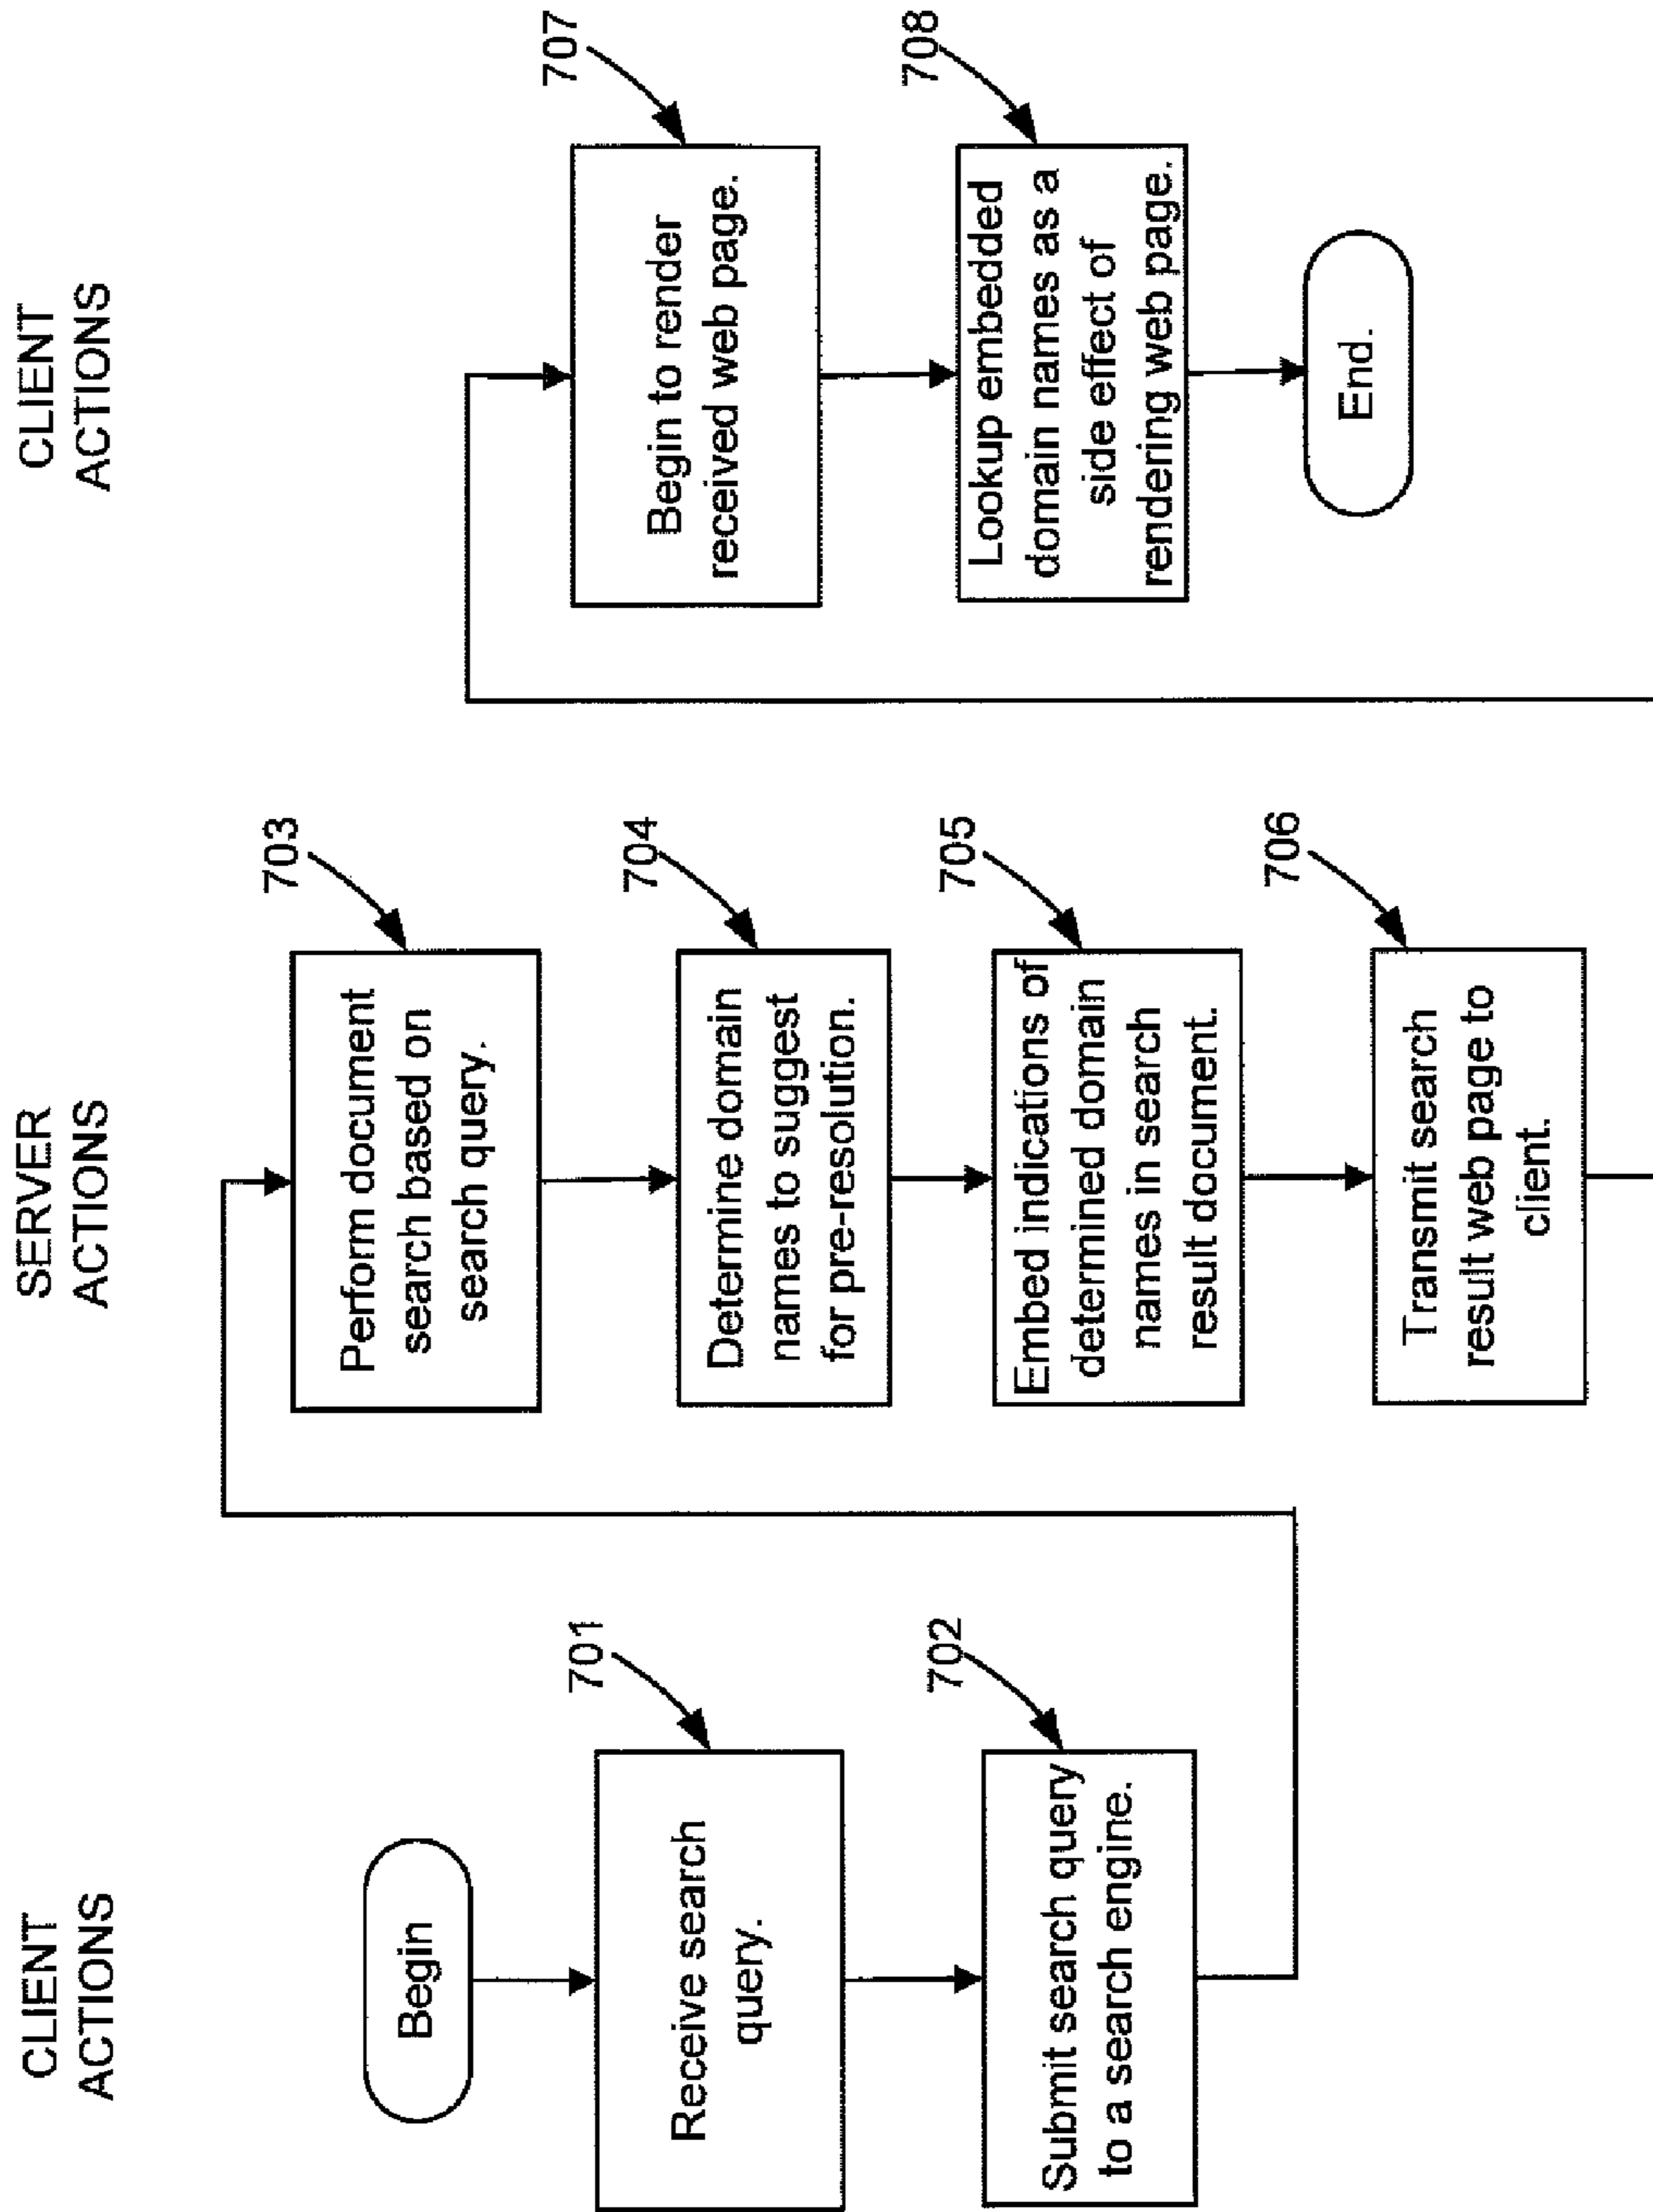 CLIENT
ACTIONS
Begin
701
Receive search
query.
702
Submit search query
to a search engine.
SERVER
ACTIONS
703
Perform document
search based on
search query.
704
Determine domain
names to suggest
for pre-resolution.
705
Embed indications of
determined domain
names in search
result document.
706
Transmit search
result web page to
client.
CLIENT
ACTIONS
707
Begin to render
received web page.
708
Lookup embedded
domain names as a
side effect of
rendering web page.
End.